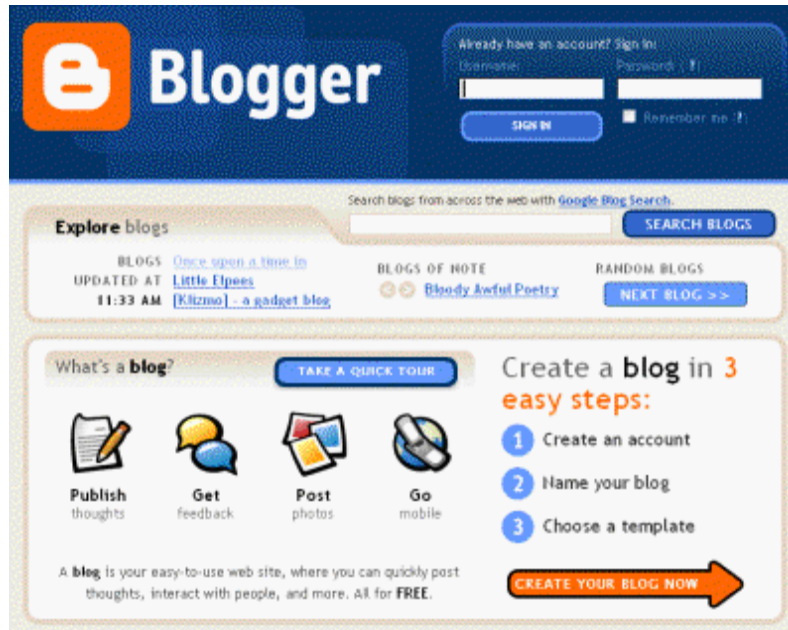 Blogger
Already have an account? Sign in:
Username: Password: (?)
SIGN IN Remember me (?)
Search blogs from across the web with Google Blog Search.
Explore blogs SEARCH BLOGS
BLOGS
UPDATED AT
11:33 AM
Once upon a time in
Little Elpees
[Klizmo] - a gadget blog
BLOGS OF NOTE
Bloody Awful Poetry
RANDOM BLOGS
NEXT BLOG >>
What's a blog? TAKE A QUICK TOUR
Publish
thoughts
Get
feedback
Post
photos
Go
mobile
A blog is your easy-to-use web site, where you can quickly post
thoughts, interact with people, and more. All for FREE.
Create a blog in 3
easy steps:
1 Create an account
2 Name your blog
3 Choose a template
CREATE YOUR BLOG NOW